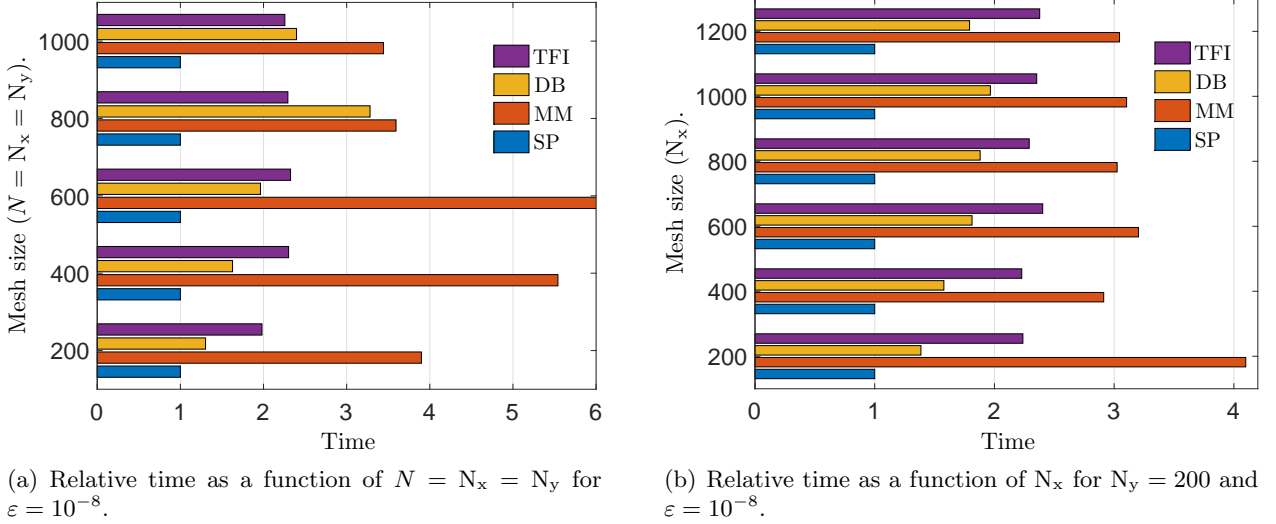 1000
800
600
400
200
Mesh size (N = Nx = Ny).
TFI
DB
MM
SP
0 1 2 3 4 5 6
Time
(a) Relative time as a function of N = Nx = Ny for
ε = 10⁻⁸.
1200
1000
800
600
400
200
Mesh size (Nx).
TFI
DB
MM
SP
0 1 2 3 4
Time
(b) Relative time as a function of Nx for Ny = 200 and
ε = 10⁻⁸.